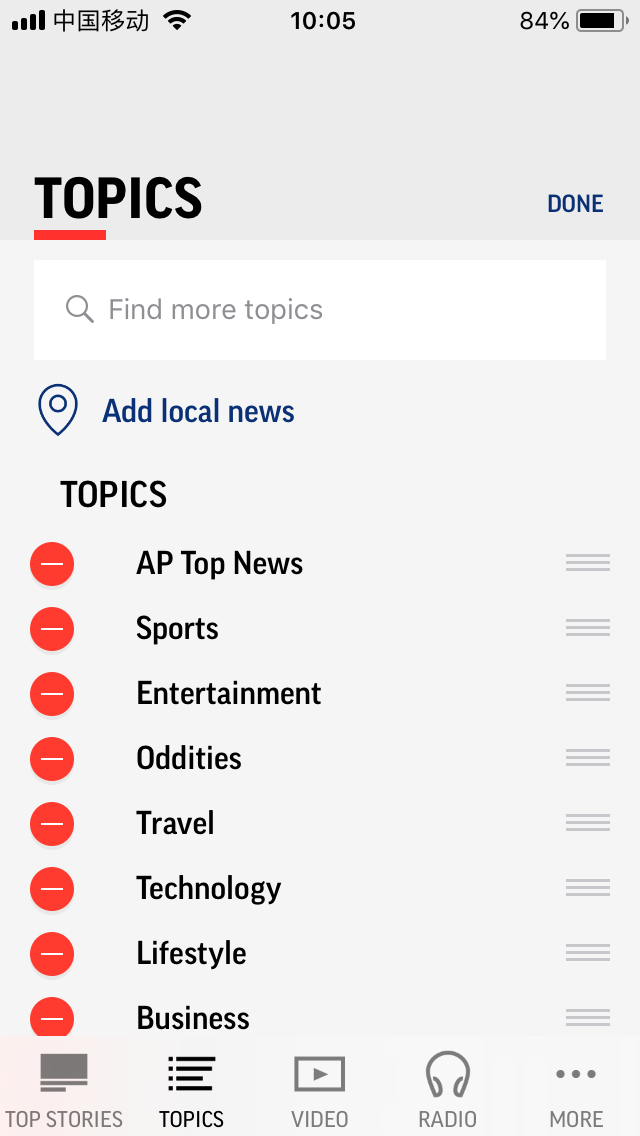 中国移动 10:05 84%
TOPICS DONE
Find more topics
Add local news
TOPICS
AP Top News
Sports
Entertainment
Oddities
Travel
Technology
Lifestyle
Business
TOP STORIES TOPICS VIDEO RADIO MORE